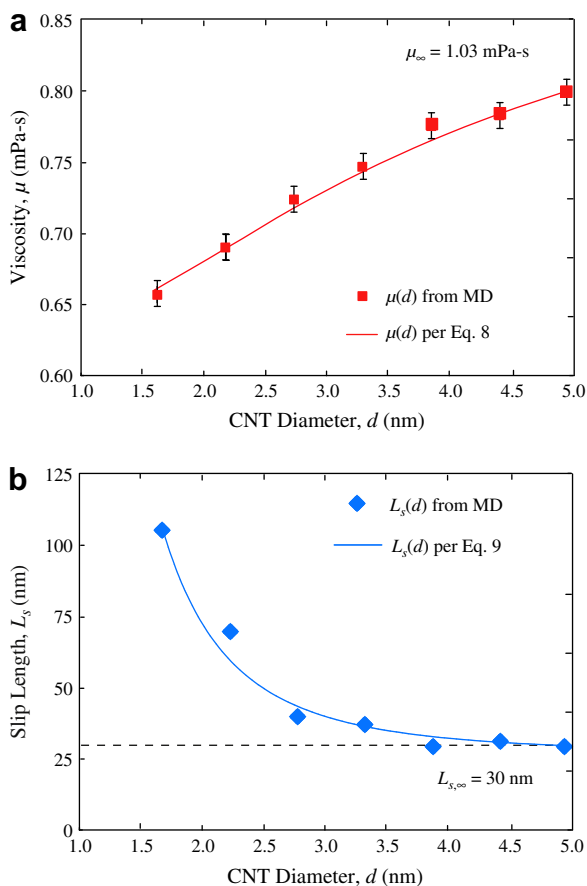 a
μ∞ = 1.03 mPa-s
0.85
0.80
0.75
0.70
0.65
0.60
Viscosity, μ (mPa-s)
μ(d) from MD
μ(d) per Eq. 8
1.0 2.0 2.5 3.0 3.5 4.0 4.5 5.0
CNT Diameter, d (nm)
b
125
100
75
50
25
0
Slip Length, Ls (nm)
Ls(d) from MD
Ls(d) per Eq. 9
Ls,∞ = 30 nm
1.0 1.5 2.0 2.5 3.0 3.5 4.0 4.5 5.0
CNT Diameter, d (nm)